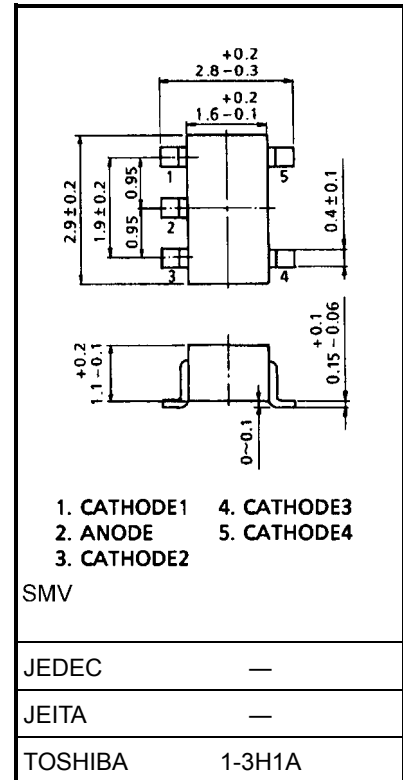 +0.2
2.8−0.3
+0.2
1.6−0.1
1
5
2
3
4
2.9±0.2
1.9±0.2
0.95
0.95
0.4±0.1
+0.2
1.1−0.1
+0.1
0.15−0.06
0~0.1
1. CATHODE1 4. CATHODE3
2. ANODE 5. CATHODE4
3. CATHODE2
SMV
JEDEC —
JEITA —
TOSHIBA 1-3H1A